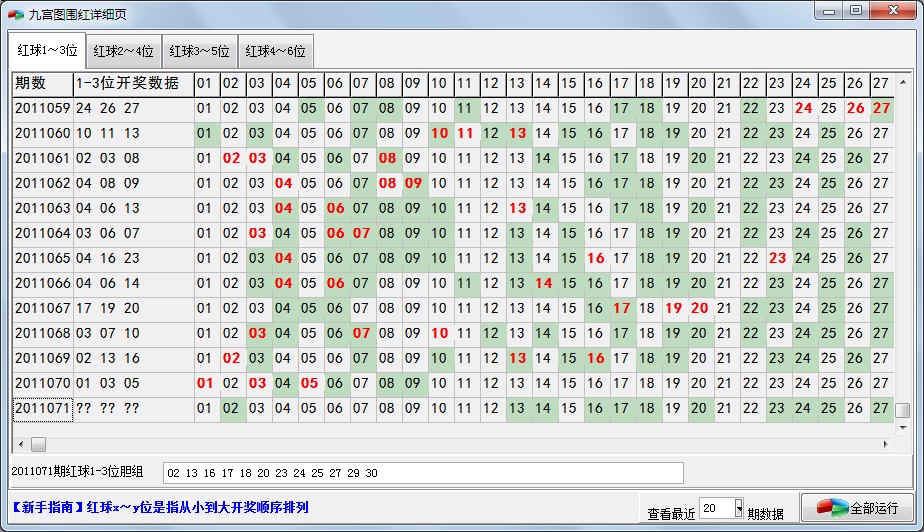 九宫图围红详细页
红球1～3位 红球2～4位 红球3～5位 红球4～6位
期数 1-3位开奖数据 01 02 03 04 05 06 07 08 09 10 11 12 13 14 15 16 17 18 19 20 21 22 23 24 25 26 27
2011059 24 26 27 01 02 03 04 05 06 07 08 09 10 11 12 13 14 15 16 17 18 19 20 21 22 23 24 25 26 27
2011060 10 11 13 01 02 03 04 05 06 07 08 09 10 11 12 13 14 15 16 17 18 19 20 21 22 23 24 25 26 27
2011061 02 03 08 01 02 03 04 05 06 07 08 09 10 11 12 13 14 15 16 17 18 19 20 21 22 23 24 25 26 27
2011062 04 08 09 01 02 03 04 05 06 07 08 09 10 11 12 13 14 15 16 17 18 19 20 21 22 23 24 25 26 27
2011063 04 06 13 01 02 03 04 05 06 07 08 09 10 11 12 13 14 15 16 17 18 19 20 21 22 23 24 25 26 27
2011064 03 06 07 01 02 03 04 05 06 07 08 09 10 11 12 13 14 15 16 17 18 19 20 21 22 23 24 25 26 27
2011065 04 16 23 01 02 03 04 05 06 07 08 09 10 11 12 13 14 15 16 17 18 19 20 21 22 23 24 25 26 27
2011066 04 06 14 01 02 03 04 05 06 07 08 09 10 11 12 13 14 15 16 17 18 19 20 21 22 23 24 25 26 27
2011067 17 19 20 01 02 03 04 05 06 07 08 09 10 11 12 13 14 15 16 17 18 19 20 21 22 23 24 25 26 27
2011068 03 07 10 01 02 03 04 05 06 07 08 09 10 11 12 13 14 15 16 17 18 19 20 21 22 23 24 25 26 27
2011069 02 13 16 01 02 03 04 05 06 07 08 09 10 11 12 13 14 15 16 17 18 19 20 21 22 23 24 25 26 27
2011070 01 03 05 01 02 03 04 05 06 07 08 09 10 11 12 13 14 15 16 17 18 19 20 21 22 23 24 25 26 27
2011071 ?? ?? ?? 01 02 03 04 05 06 07 08 09 10 11 12 13 14 15 16 17 18 19 20 21 22 23 24 25 26 27
2011071期红球1-3位胆组 02 13 16 17 18 20 23 24 25 27 29 30
【新手指南】红球x～y位是指从小到大开奖顺序排列 查看最近 20 期数据 全部运行